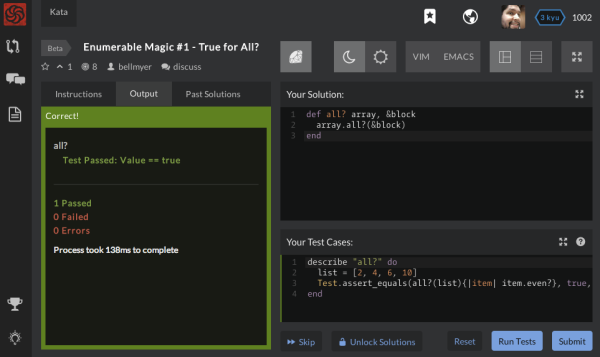 Kata
3 kyu
1002
Beta
Enumerable Magic #1 - True for All?
1
8
bellmyer
discuss
VIM
EMACS
Instructions
Output
Past Solutions
Correct!
all?
Test Passed: Value == true
1 Passed
0 Failed
0 Errors
Process took 138ms to complete
Your Solution:
1 def all? array, &block
2 array.all?(&block)
3 end
Your Test Cases:
1 describe "all?" do
2 list = [2, 4, 6, 10]
3 Test.assert_equals(all?(list){|item| item.even?}, true,
4 end
Skip
Unlock Solutions
Reset
Run Tests
Submit